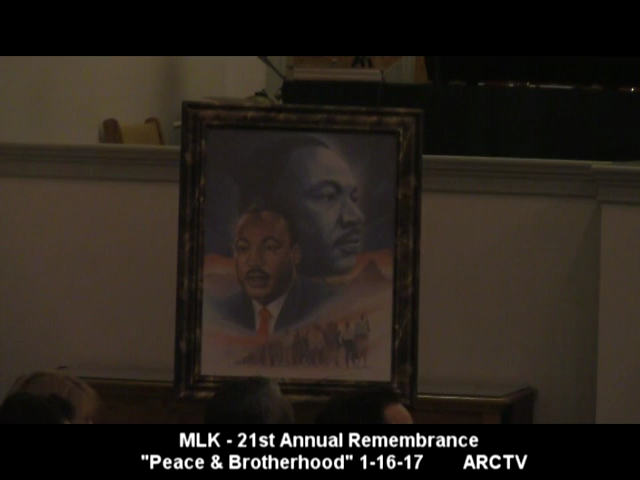 MLK - 21st Annual Remembrance
"Peace & Brotherhood" 1-16-17 ARCTV